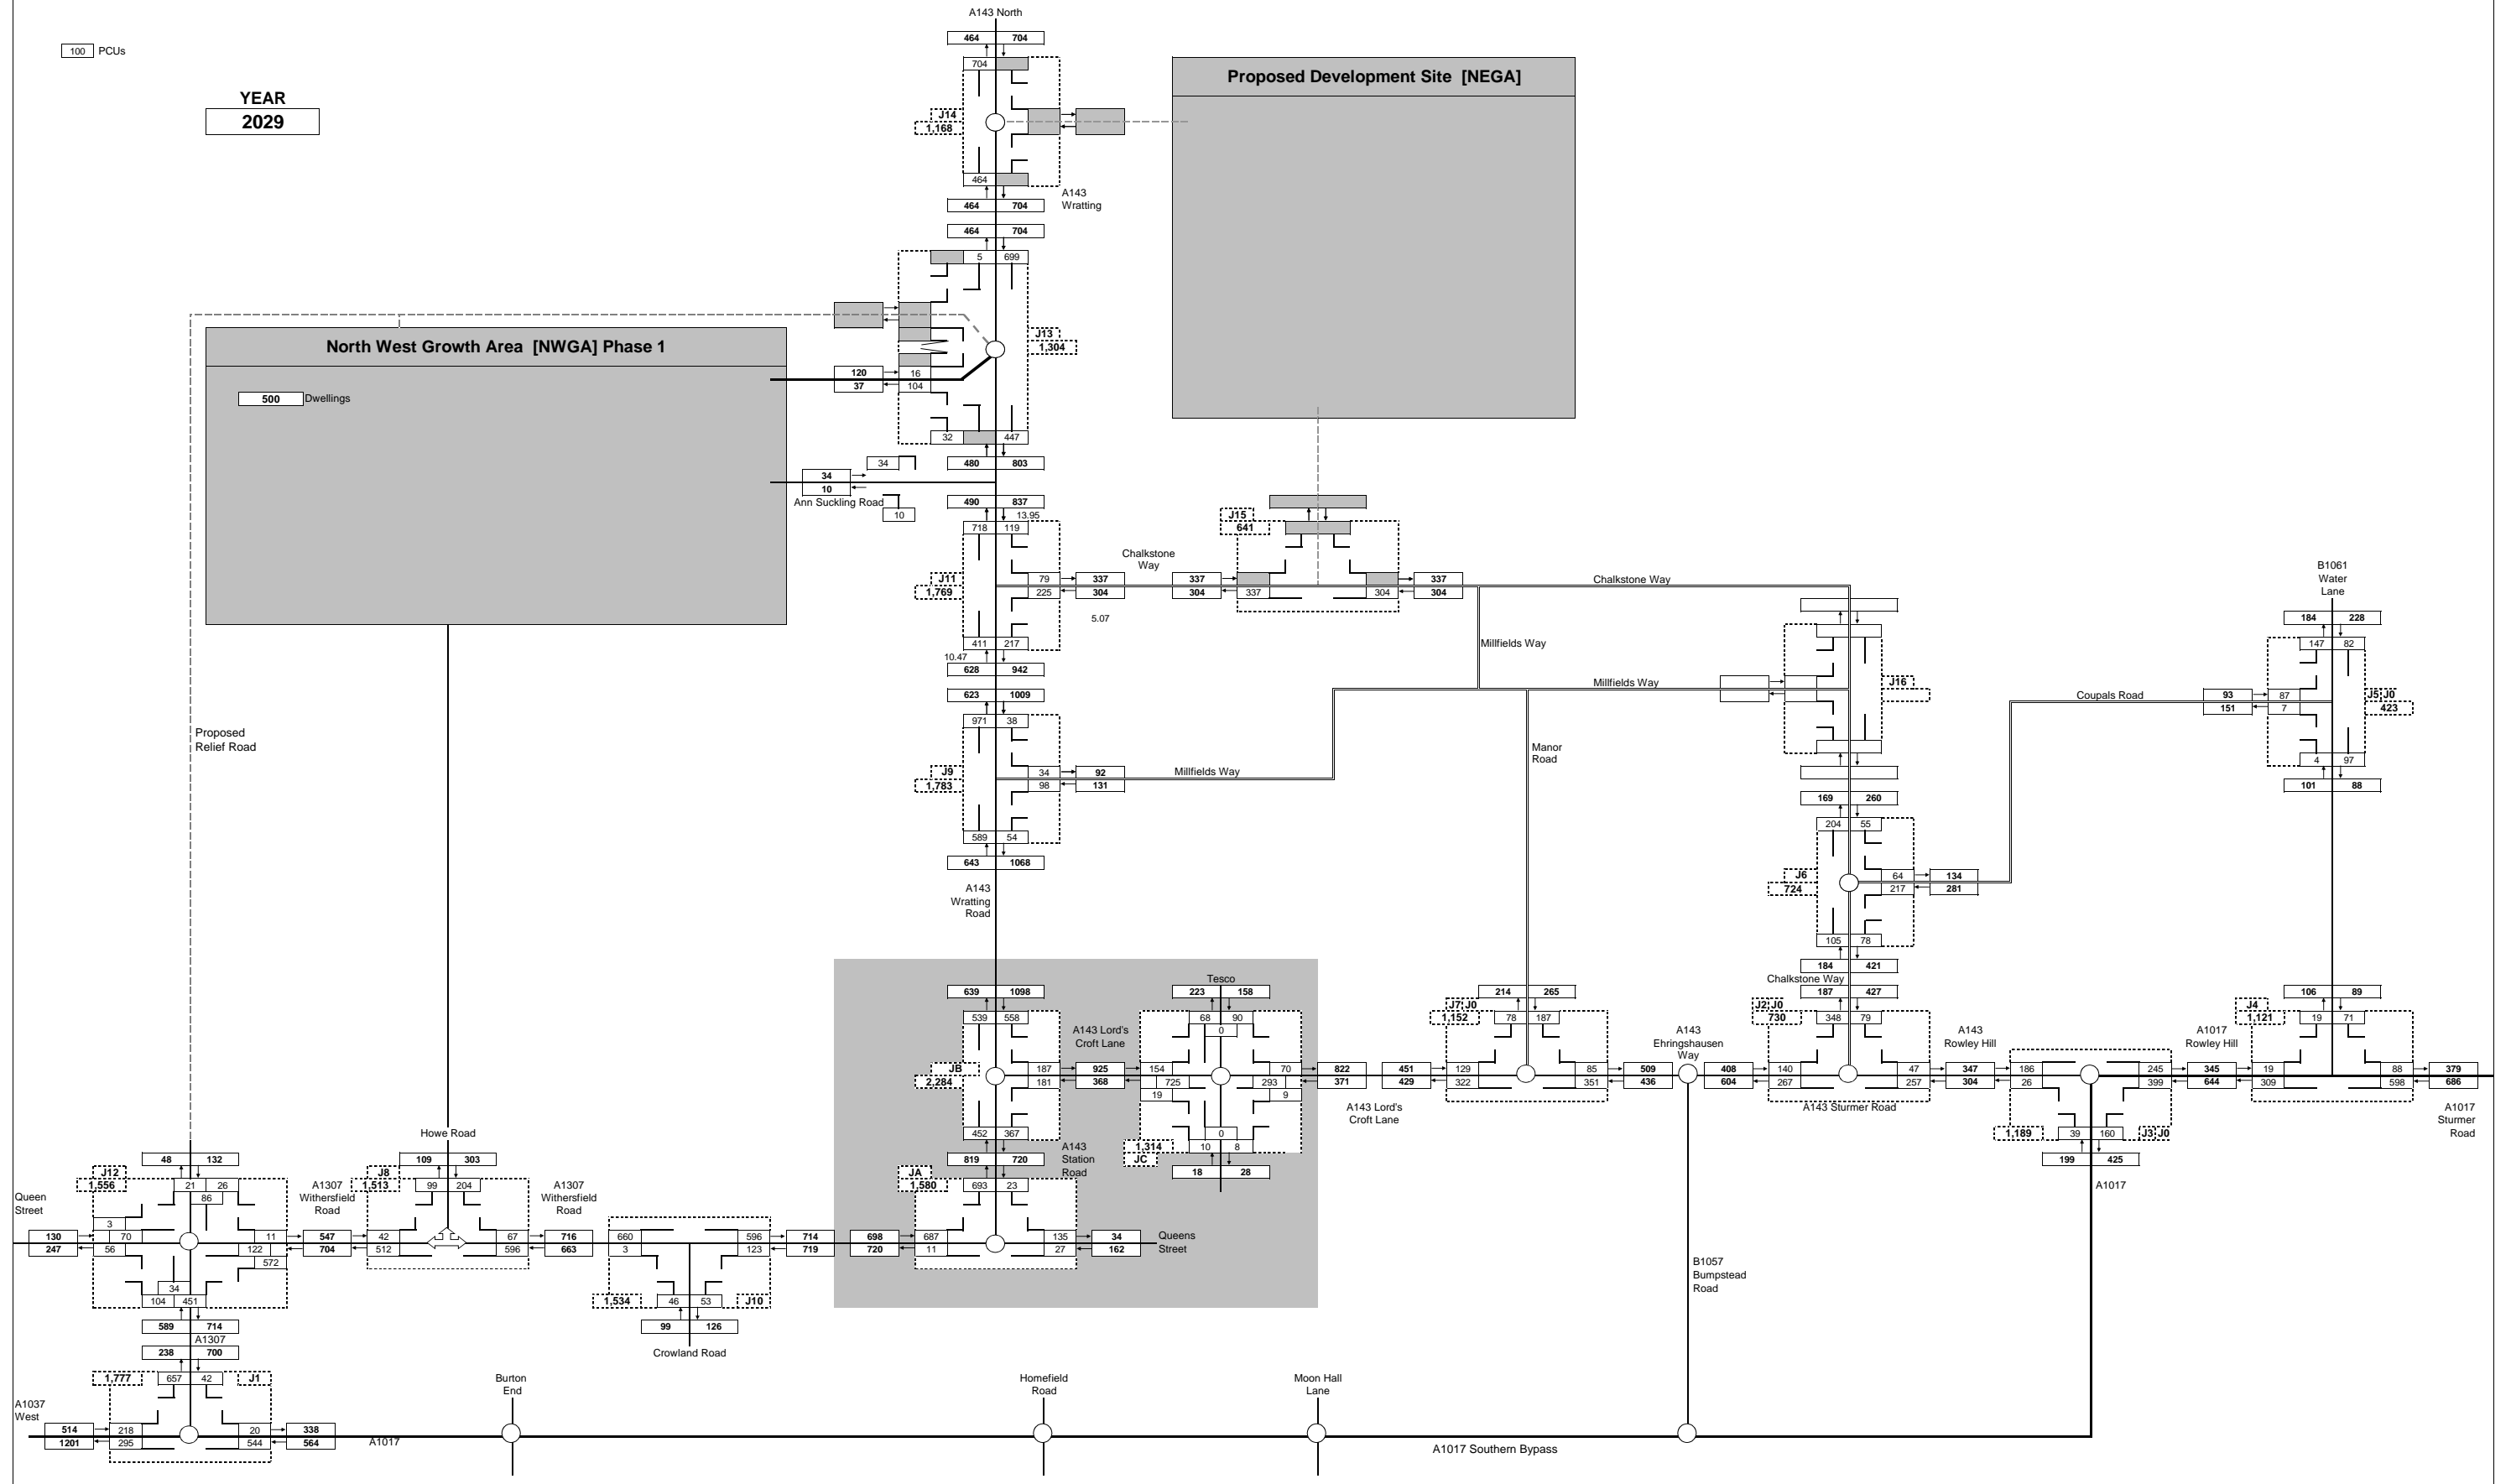 A143 North
464 704
100 PCUs
704
Proposed Development Site [NEGA]
YEAR
2029
J14
1,168
464
A143
Wratting
464 704
464 704
5 699
J13
1,304
North West Growth Area [NWGA] Phase 1
120 16
37 104
500 Dwellings
32 447
34 480 803
34
10
Ann Suckling Road
490 837
10 13.95
J15
718 119 641
Chalkstone
Way
J11 79 337 337 337 Chalkstone Way
1,769 225 304 304 337 304 304
B1061
Water
Lane
5.07
184 228
411 217 Millfields Way 147 82
10.47
628 942
623 1009 Millfields Way J16 Coupals Road 93 87 J5 J0
151 7 423
971 38
Proposed
Relief Road
Manor
Road
J9 34 92 Millfields Way 4 97
1,783 98 131 101 88
169 260
589 54 204 55
643 1068
J6 64 134
724 217 281
A143
Wratting
Road
105 78
184 421
Tesco Chalkstone Way
639 1098 223 158 214 265 187 427 106 89
J7 J0 J2 J0 J4
539 558 68 90 1,152 78 187 730 348 79 1,121 19 71
0
A143 Lord's
Croft Lane
A143
Ehringshausen
Way
A143
Rowley Hill
A1017
Rowley Hill
JB 187 925 154 70 822 451 129 85 509 408 140 47 347 186 245 345 19 88 379
2,284 181 368 725 293 371 429 322 351 436 604 267 257 304 26 399 644 309 598 686
19 9
A143 Lord's
Croft Lane
A143 Sturmer Road
A1017
Sturmer
Road
452 367 0 1,189 39 160 J3 J0
Howe Road
A143
Station
Road
1,314 10 8
JC
48 132 109 303 819 720 18 28 199 425
J12 J8 JA
1,556 21 26 1,513 99 204 1,580 693 23 A1017
86
Queen
Street
A1307
Withersfield
Road
A1307
Withersfield
Road
3
130 70 11 547 42 67 716 660 596 714 698 687 135 34 Queens
247 56 122 704 512 596 663 3 123 719 720 11 27 162 Street
572
34
B1057
Bumpstead
Road
104 451 1,534 46 53 J10
589 714 99 126
A1307
238 700 Crowland Road
1,777 657 42 J1
Burton
End
Homefield
Road
Moon Hall
Lane
A1037
West
514 218 20 338
1201 295 544 564 A1017
A1017 Southern Bypass